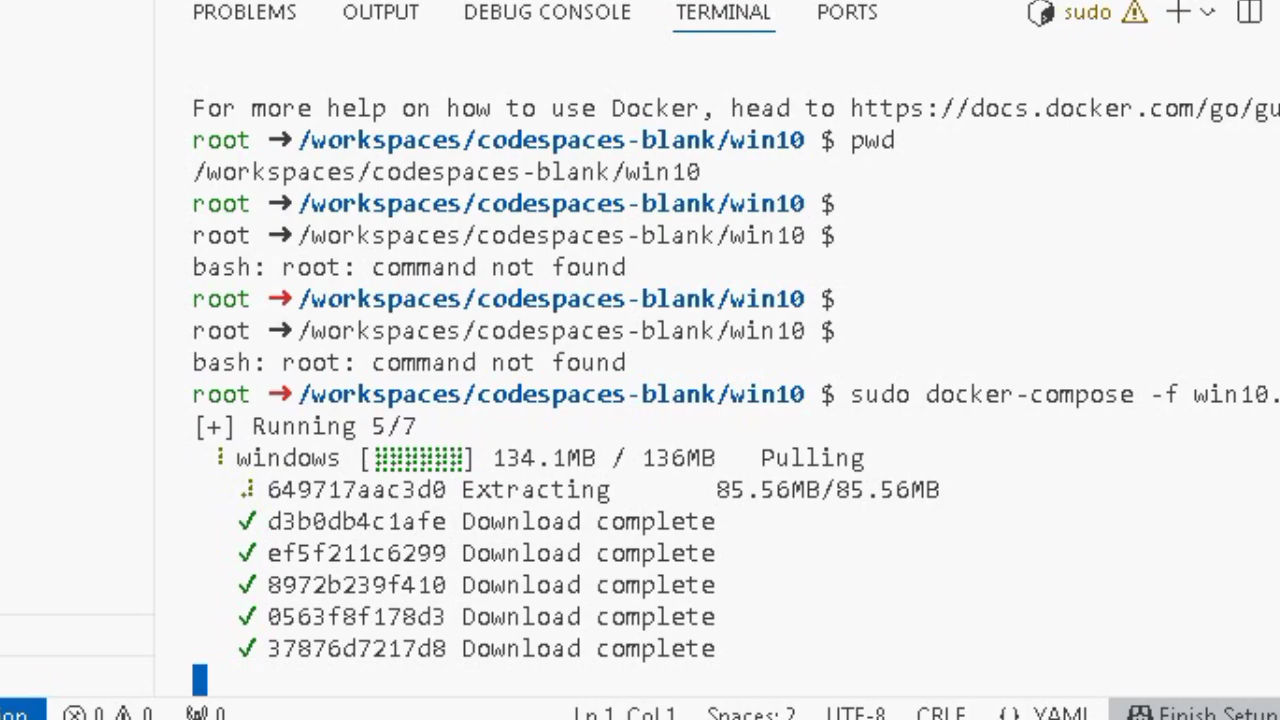 PROBLEMS OUTPUT DEBUG CONSOLE TERMINAL PORTS sudo
For more help on how to use Docker, head to https://docs.docker.com/go/gu
root ➜ /workspaces/codespaces-blank/win10 $ pwd
/workspaces/codespaces-blank/win10
root ➜ /workspaces/codespaces-blank/win10 $
root ➜ /workspaces/codespaces-blank/win10 $
bash: root: command not found
root ➜ /workspaces/codespaces-blank/win10 $
root ➜ /workspaces/codespaces-blank/win10 $
bash: root: command not found
root ➜ /workspaces/codespaces-blank/win10 $ sudo docker-compose -f win10.
[+] Running 5/7
windows [⣿⣿⣿⣿⣿⣿] 134.1MB / 136MB Pulling
649717aac3d0 Extracting 85.56MB/85.56MB
✔ d3b0db4c1afe Download complete
✔ ef5f211c6299 Download complete
✔ 8972b239f410 Download complete
✔ 0563f8f178d3 Download complete
✔ 37876d7217d8 Download complete
0 0 0 Ln 1, Col 1 Spaces: 2 UTF-8 CRLF {} YAML Finish Setup